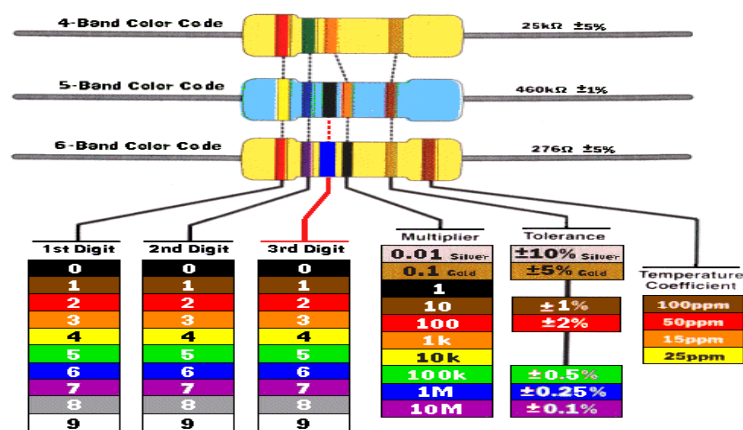 4-Band Color Code
25kΩ ±5%
5-Band Color Code
460kΩ ±1%
6-Band Color Code
276Ω ±5%
1st Digit
2nd Digit
3rd Digit
Multiplier
Tolerance
Temperature
Coefficient
0
1
2
3
4
5
6
7
8
9
0
1
2
3
4
5
6
7
8
9
0
1
2
3
4
5
6
7
8
9
0.01 Silver
0.1 Gold
1
10
100
1k
10k
100k
1M
10M
±10% Silver
±5% Gold
±1%
±2%
±0.5%
±0.25%
±0.1%
100ppm
50ppm
15ppm
25ppm